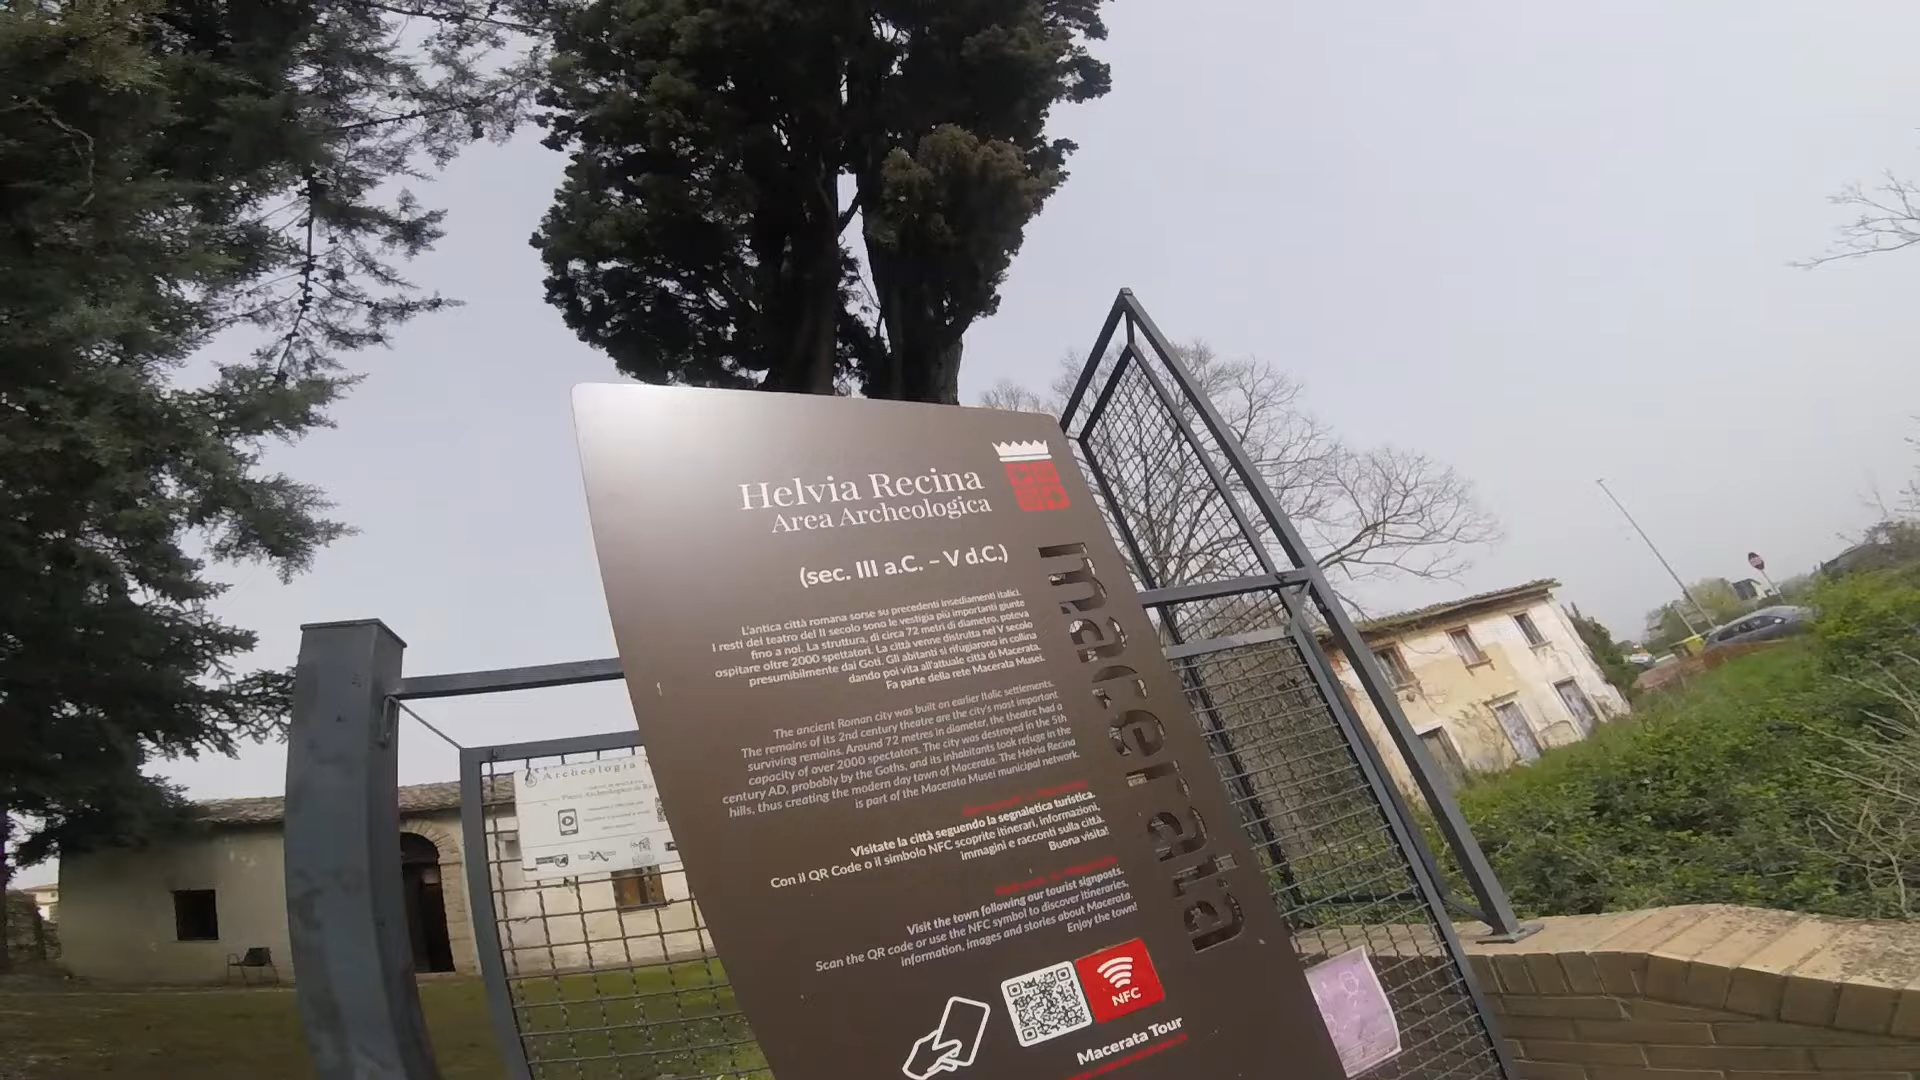 Helvia Recina
Area Archeologica
(sec. III a.C. – V d.C.)
L'antica città romana sorse su precedenti insediamenti italici.
I resti del teatro del II secolo sono le vestigia più importanti giunte
fino a noi. La struttura, di circa 72 metri di diametro, poteva
ospitare oltre 2000 spettatori. La città venne distrutta nel V secolo
presumibilmente dai Goti. Gli abitanti si rifugiarono in collina
dando poi vita all'attuale città di Macerata.
Fa parte della rete Macerata Musei.
The ancient Roman city was built on earlier Italic settlements.
The remains of its 2nd century theatre are the city's most important
surviving remains. Around 72 metres in diameter, the theatre had a
capacity of over 2000 spectators. The city was destroyed in the 5th
century AD, probably by the Goths, and its inhabitants took refuge in the
hills, thus creating the modern day town of Macerata. The Helvia Recina
is part of the Macerata Musei municipal network.
Visitate la città seguendo la segnaletica turistica.
Con il QR Code o il simbolo NFC scoprite itinerari, informazioni,
immagini e racconti sulla città.
Buona visita!
Visit the town following our tourist signposts.
Scan the QR code or use the NFC symbol to discover itineraries,
information, images and stories about Macerata.
Enjoy the town!
NFC
Macerata Tour
macerata
Archeologia